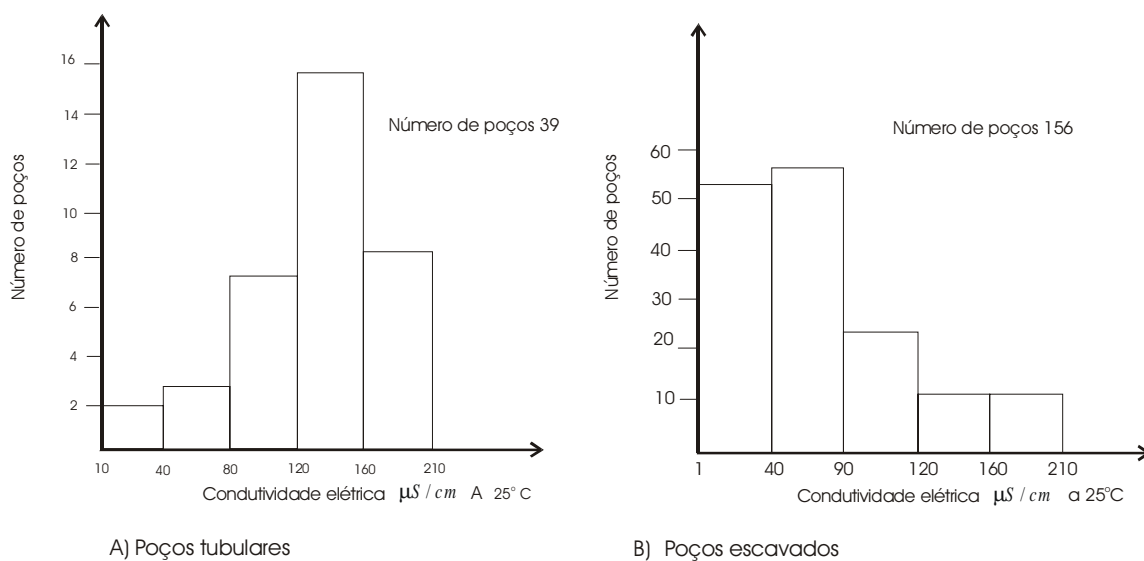 16
14
12
10
8
6
4
2
Número de poços
Número de poços 39
10 40 80 120 160 210
Condutividade elétrica µS / cm A 25° C
A) Poços tubulares
60
50
40
30
20
10
Número de poços
Número de poços 156
1 40 90 120 160 210
Condutividade elétrica µS / cm a 25°C
B) Poços escavados